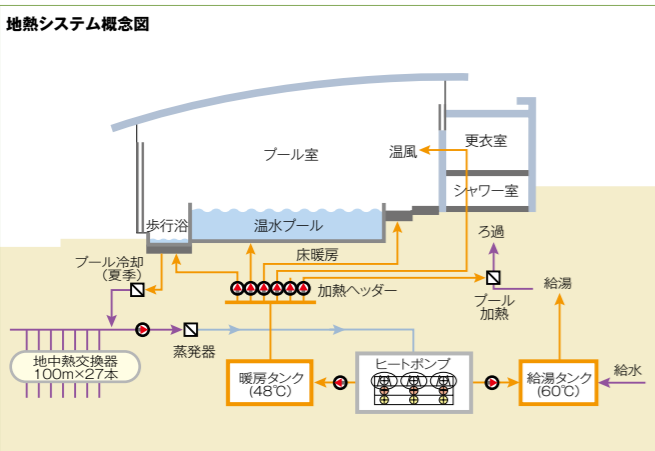 地熱システム概念図
プール室
温風
更衣室
シャワー室
歩行浴
温水プール
床暖房
ろ過
プール冷却
(夏季)
加熱ヘッダー
プール
加熱
給湯
蒸発器
地中熱交換器
100m×27本
暖房タンク
(48℃)
ヒートポンプ
給湯タンク
(60℃)
給水